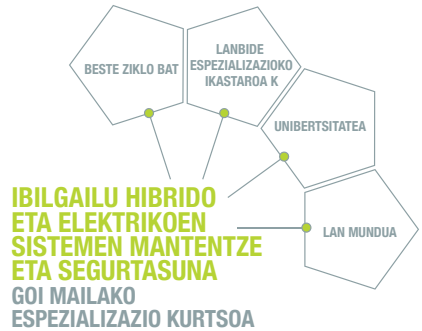 BESTE ZIKLO BAT
LANBIDE
ESPEZIALIZAZIOKO
IKASTAROA K
UNIBERTSITATEA
LAN MUNDUA
IBILGAILU HIBRIDO
ETA ELEKTRIKOEN
SISTEMEN MANTENTZE
ETA SEGURTASUNA
GOI MAILAKO
ESPEZIALIZAZIO KURTSOA